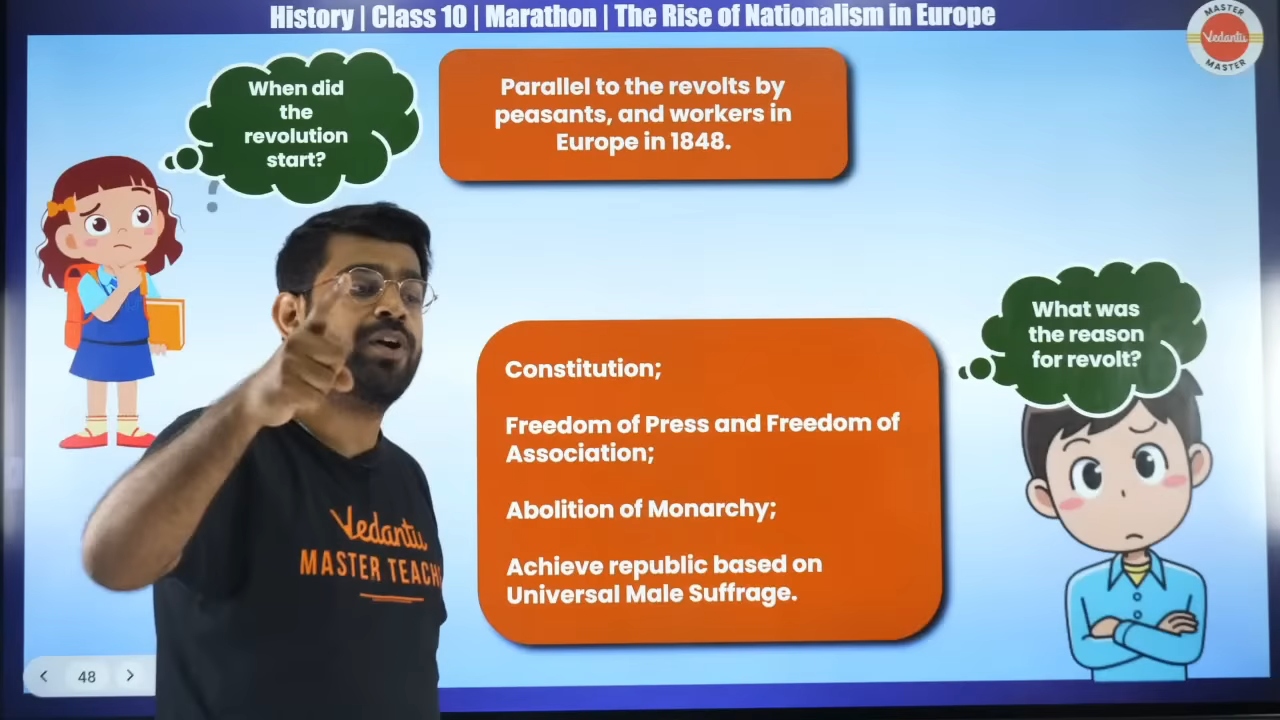 History | Class 10 | Marathon | The Rise of Nationalism in Europe
MASTER
Vedantu
MASTER
When did
the
revolution
start?
Parallel to the revolts by
peasants, and workers in
Europe in 1848.
What was
the reason
for revolt?
Constitution;
Freedom of Press and Freedom of
Association;
Abolition of Monarchy;
Achieve republic based on
Universal Male Suffrage.
Vedantu
MASTER TEACH
48